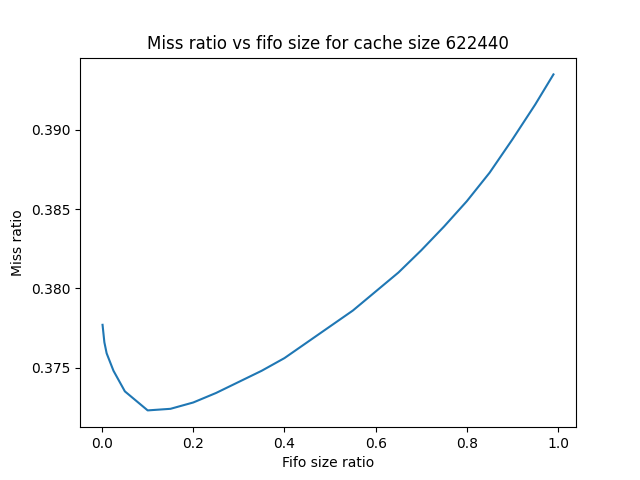 Miss ratio vs fifo size for cache size 622440
0.390
0.385
0.380
0.375
Miss ratio
0.0 0.2 0.4 0.6 0.8 1.0
Fifo size ratio